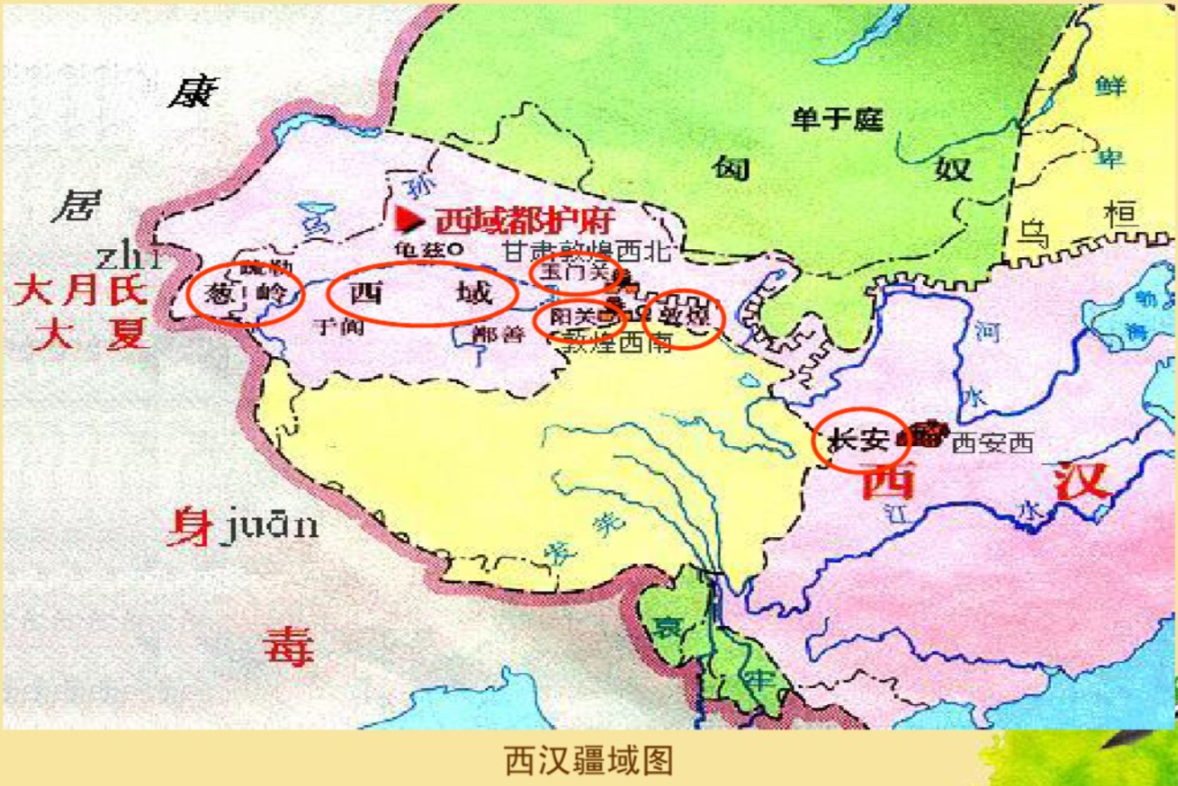 康
居
zhī
大月氏
大夏
葱岭
疏勒
乌孙
西域都护府
龟兹
西域
于阗
鄯善
甘肃敦煌西北
玉门关
阳关
敦煌
敦煌西南
单于庭
匈奴
鲜卑
乌桓
渤海
河水
长安
西安西
西汉
江水
发羌
身juān
毒
哀牢
西汉疆域图